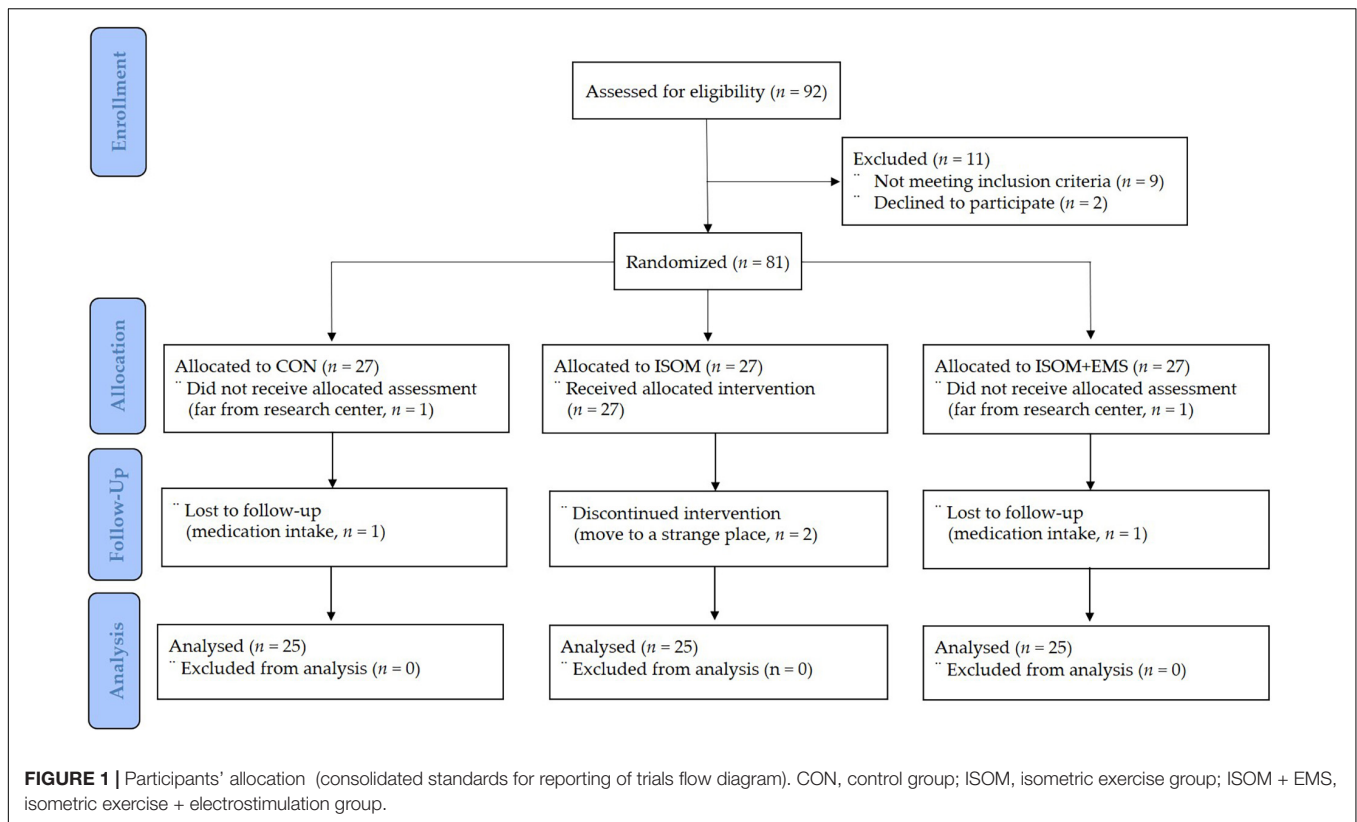 Enrollment
Assessed for eligibility (n = 92)
Excluded (n = 11)
¨ Not meeting inclusion criteria (n = 9)
¨ Declined to participate (n = 2)
Randomized (n = 81)
Allocation
Allocated to CON (n = 27)
¨ Did not receive allocated assessment
(far from research center, n = 1)
Allocated to ISOM (n = 27)
¨ Received allocated intervention
(n = 27)
Allocated to ISOM+EMS (n = 27)
¨ Did not receive allocated assessment
(far from research center, n = 1)
Follow-Up
¨ Lost to follow-up
(medication intake, n = 1)
¨ Discontinued intervention
(move to a strange place, n = 2)
¨ Lost to follow-up
(medication intake, n = 1)
Analysis
Analysed (n = 25)
¨ Excluded from analysis (n = 0)
Analysed (n = 25)
¨ Excluded from analysis (n = 0)
Analysed (n = 25)
¨ Excluded from analysis (n = 0)
FIGURE 1 | Participants' allocation (consolidated standards for reporting of trials flow diagram). CON, control group; ISOM, isometric exercise group; ISOM + EMS,
isometric exercise + electrostimulation group.